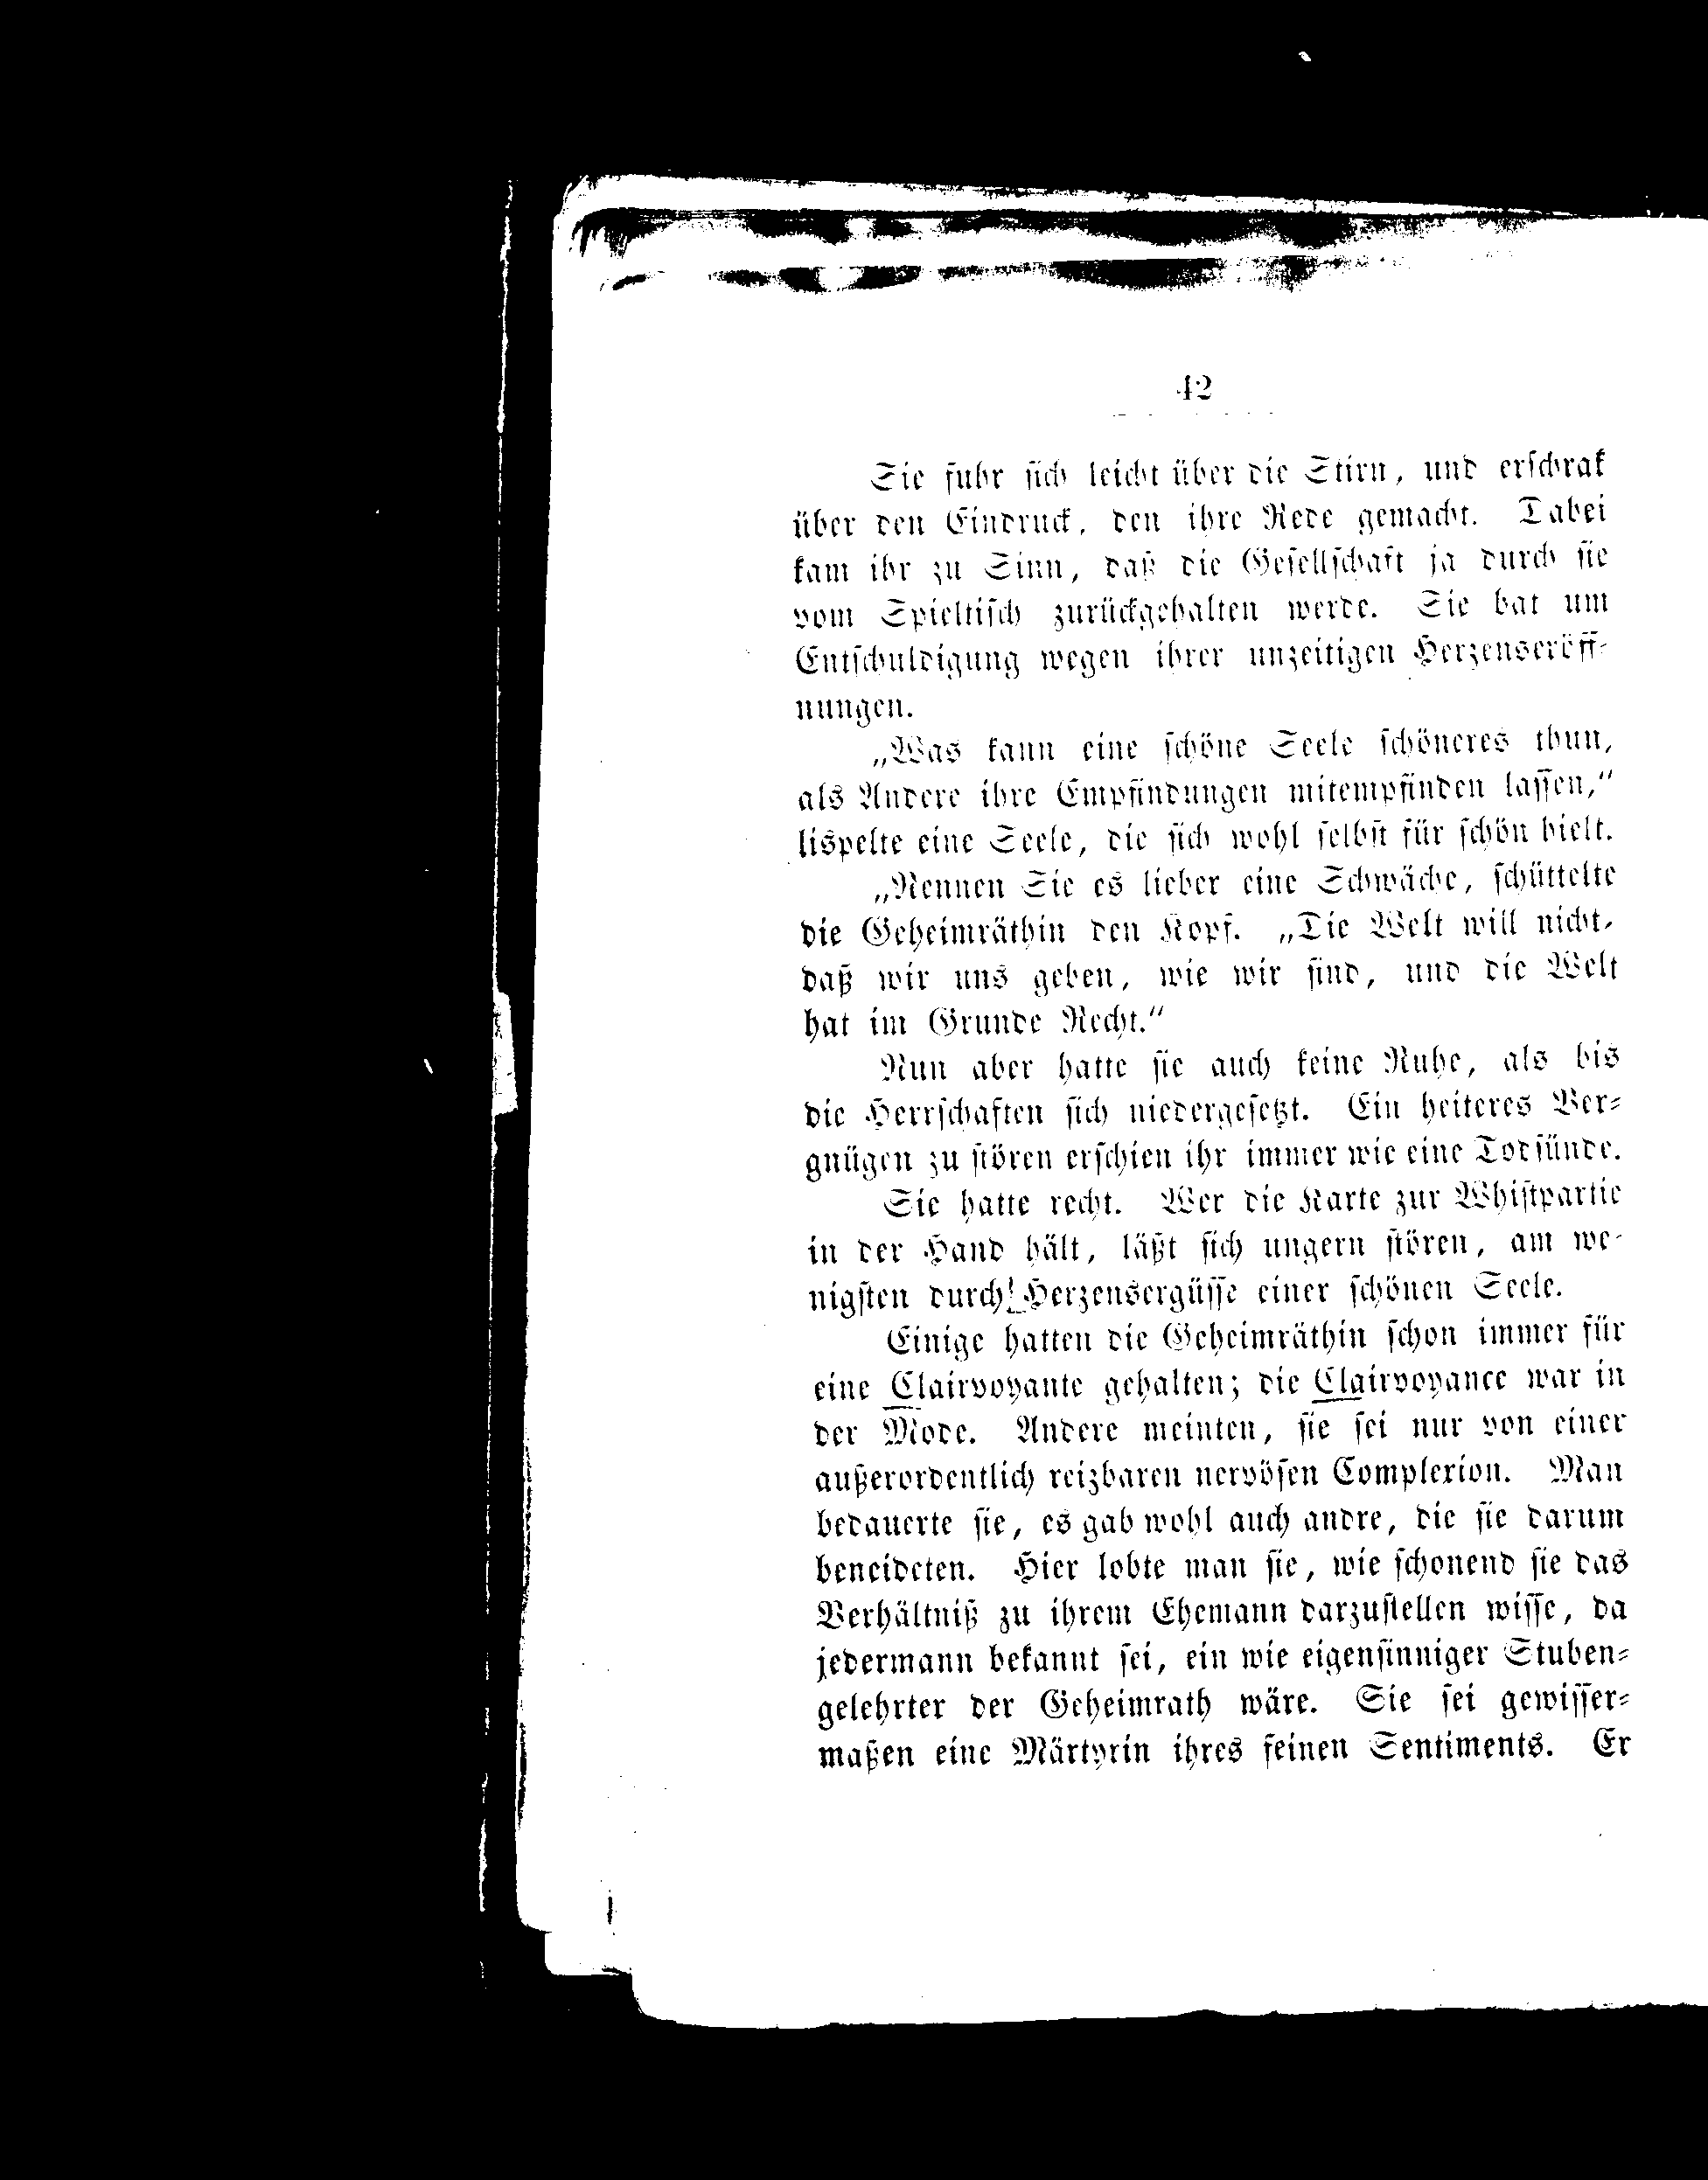 42
Sie fuhr ſich leicht über die Stirn, und erſchrak
über den Eindruck, den ihre Rede gemacht. Dabei
kam ihr zu Sinn, daß die Geſellſchaft ja durch ſie
vom Spieltiſch zurückgehalten werde. Sie bat um
Entſchuldigung wegen ihrer unzeitigen Herzenseröff-
nungen.
„Was kann eine ſchöne Seele ſchöneres thun,
als Andere ihre Empfindungen mitempfinden laſſen,“
lispelte eine Seele, die ſich wohl ſelbſt für ſchön hielt.
„Nennen Sie es lieber eine Schwäche, ſchüttelte
die Geheimräthin den Kopf. „Die Welt will nicht,
daß wir uns geben, wie wir ſind, und die Welt
hat im Grunde Recht.“
Nun aber hatte ſie auch keine Ruhe, als bis
die Herrſchaften ſich niedergeſetzt. Ein heiteres Ver-
gnügen zu ſtören erſchien ihr immer wie eine Todſünde.
Sie hatte recht. Wer die Karte zur Whiſtpartie
in der Hand hält, läßt ſich ungern ſtören, am we-
nigſten durch Herzensergüſſe einer ſchönen Seele.
Einige hatten die Geheimräthin ſchon immer für
eine Clairvoyante gehalten; die Clairvoyance war in
der Mode. Andere meinten, ſie ſei nur von einer
außerordentlich reizbaren nervöſen Complexion. Man
bedauerte ſie, es gab wohl auch andre, die ſie darum
beneideten. Hier lobte man ſie, wie ſchonend ſie das
Verhältniß zu ihrem Ehemann darzuſtellen wiſſe, da
jedermann bekannt ſei, ein wie eigenſinniger Stuben-
gelehrter der Geheimrath wäre. Sie ſei gewiſſer-
maßen eine Märtyrin ihres feinen Sentiments. Er